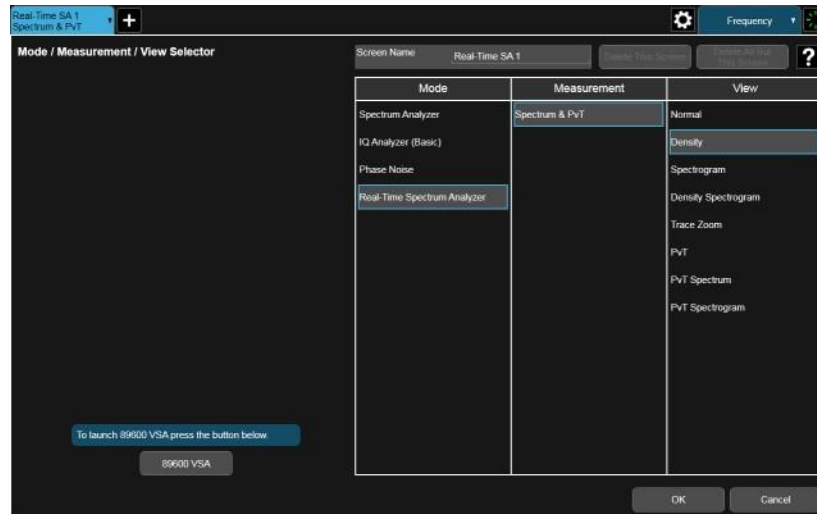 Real-Time SA 1
Spectrum & PvT
+
Frequency
Mode / Measurement / View Selector
Screen Name
Real-Time SA 1
Delete This Screen
Delete All But
This Screen
?
Mode
Measurement
View
Spectrum Analyzer
Spectrum & PvT
Normal
IQ Analyzer (Basic)
Density
Phase Noise
Spectrogram
Real-Time Spectrum Analyzer
Density Spectrogram
Trace Zoom
PvT
PvT Spectrum
PvT Spectrogram
To launch 89600 VSA press the button below.
89600 VSA
OK
Cancel